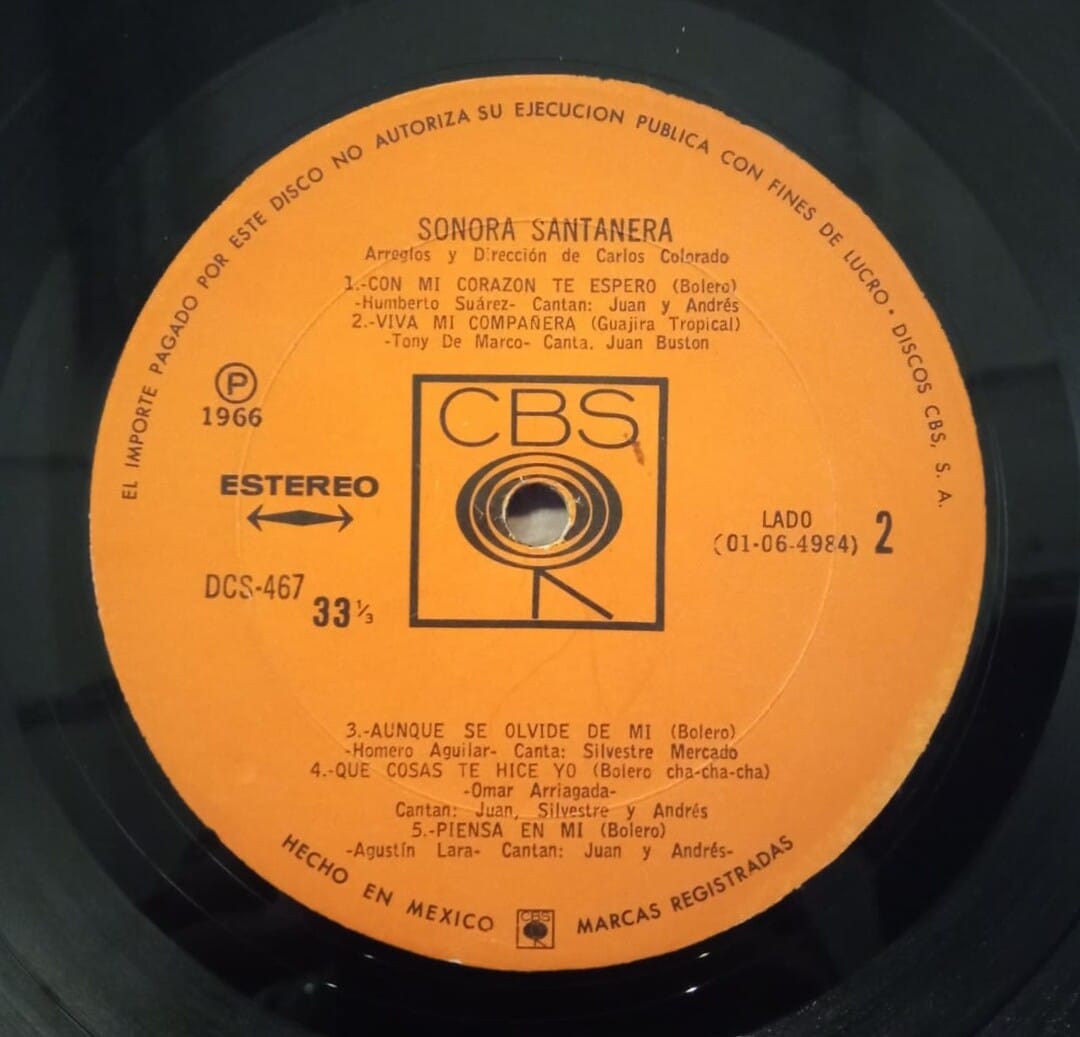 EL IMPORTE PAGADO POR ESTE DISCO NO AUTORIZA SU EJECUCION PUBLICA CON FINES DE LUCRO • DISCOS CBS, S. A.
SONORA SANTANERA
Arreglos y Dirección de Carlos Colorado
1.-CON MI CORAZON TE ESPERO (Bolero)
-Humberto Suárez- Cantan: Juan y Andrés
2.-VIVA MI COMPAÑERA (Guajira Tropical)
-Tony De Marco- Canta. Juan Buston
CBS
P
1966
ESTEREO
DCS-467
33 1/3
LADO
(01-06-4984) 2
3.-AUNQUE SE OLVIDE DE MI (Bolero)
-Homero Aguilar- Canta: Silvestre Mercado
4.-QUE COSAS TE HICE YO (Bolero cha-cha-cha)
-Omar Arriagada-
Cantan: Juan, Silvestre y Andrés
5.-PIENSA EN MI (Bolero)
-Agustín Lara- Cantan: Juan y Andrés-
HECHO EN MEXICO CBS MARCAS REGISTRADAS